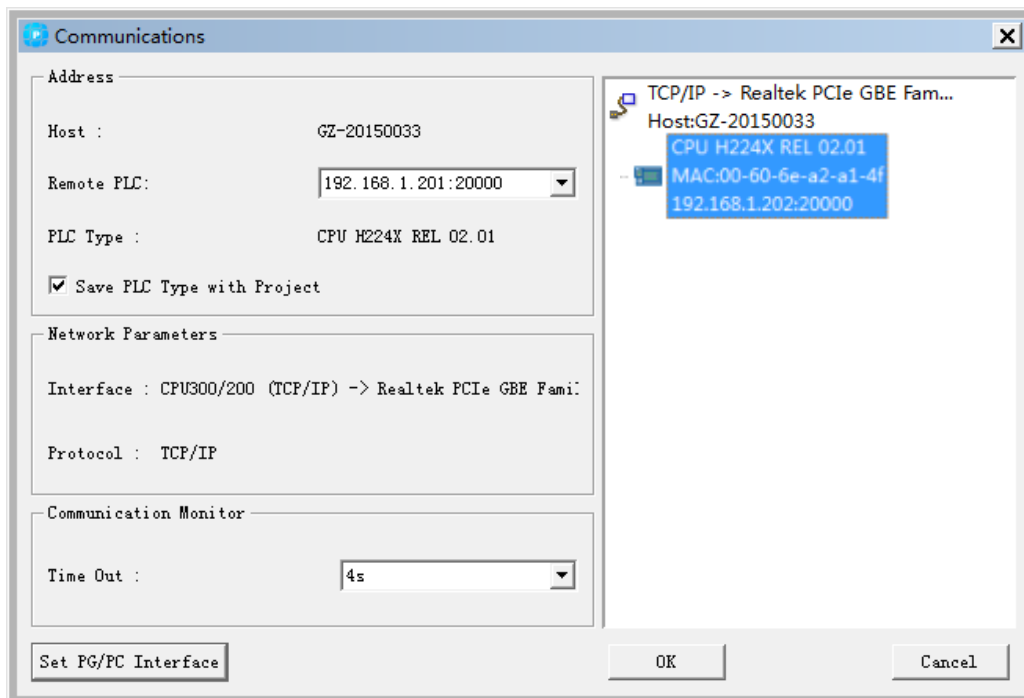 Communications
Address
Host : GZ-20150033
Remote PLC: 192.168.1.201:20000
PLC Type : CPU H224X REL 02.01
Save PLC Type with Project
Network Parameters
Interface : CPU300/200 (TCP/IP) -> Realtek PCIe GBE Famil
Protocol : TCP/IP
Communication Monitor
Time Out : 4s
Set PG/PC Interface
TCP/IP -> Realtek PCIe GBE Fam...
Host:GZ-20150033
CPU H224X REL 02.01
MAC:00-60-6e-a2-a1-4f
192.168.1.202:20000
OK
Cancel